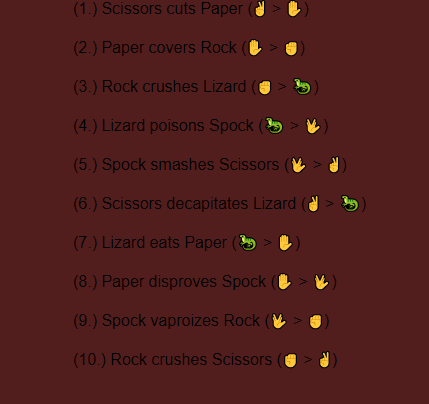 (1.) Scissors cuts Paper (✌ > ✋)
(2.) Paper covers Rock (✋ > ✊)
(3.) Rock crushes Lizard (✊ > 🦎)
(4.) Lizard poisons Spock (🦎 > 🖖)
(5.) Spock smashes Scissors (🖖 > ✌)
(6.) Scissors decapitates Lizard (✌ > 🦎)
(7.) Lizard eats Paper (🦎 > ✋)
(8.) Paper disproves Spock (✋ > 🖖)
(9.) Spock vaproizes Rock (🖖 > ✊)
(10.) Rock crushes Scissors (✊ > ✌)